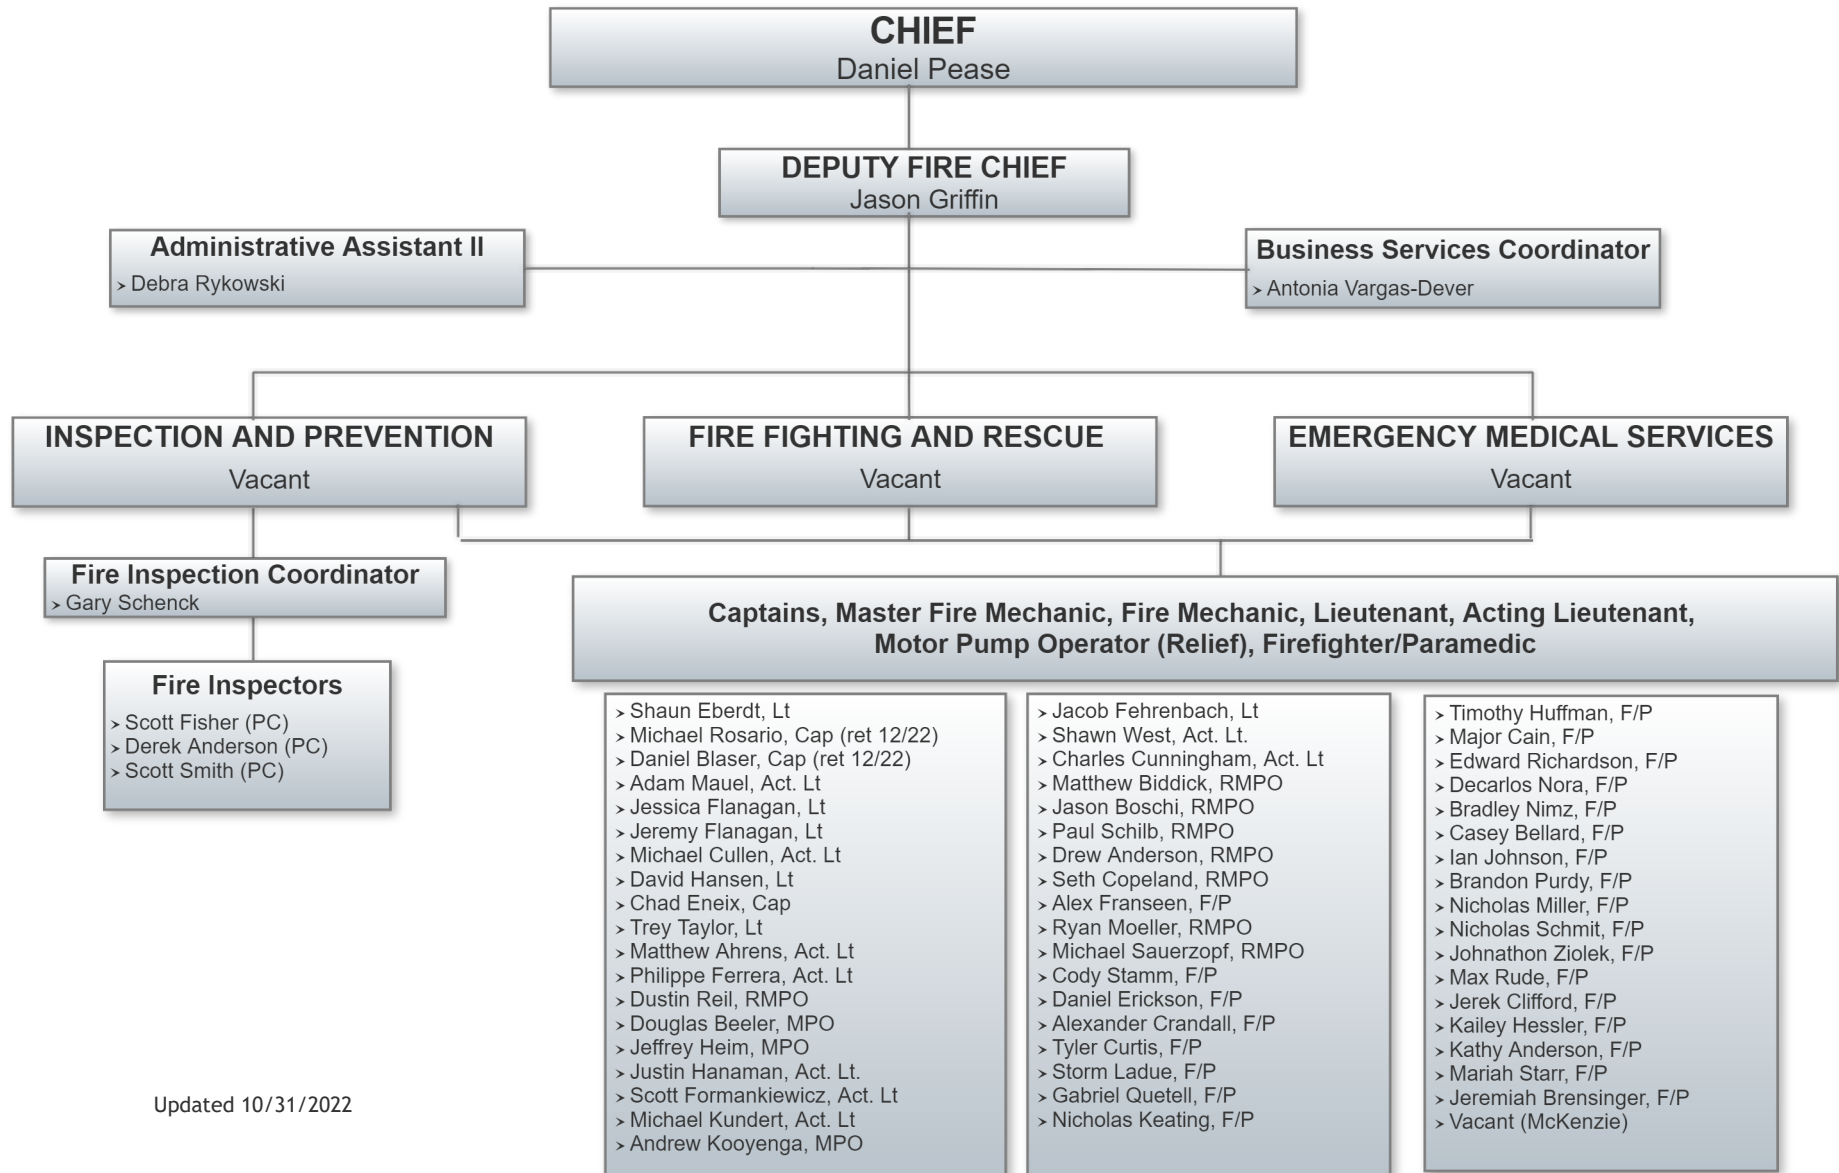 CHIEF
Daniel Pease
DEPUTY FIRE CHIEF
Jason Griffin
Administrative Assistant II
➢ Debra Rykowski
Business Services Coordinator
➢ Antonia Vargas-Dever
INSPECTION AND PREVENTION
Vacant
FIRE FIGHTING AND RESCUE
Vacant
EMERGENCY MEDICAL SERVICES
Vacant
Fire Inspection Coordinator
➢ Gary Schenck
Fire Inspectors
➢ Scott Fisher (PC)
➢ Derek Anderson (PC)
➢ Scott Smith (PC)
Captains, Master Fire Mechanic, Fire Mechanic, Lieutenant, Acting Lieutenant,
Motor Pump Operator (Relief), Firefighter/Paramedic
➢ Shaun Eberdt, Lt
➢ Michael Rosario, Cap (ret 12/22)
➢ Daniel Blaser, Cap (ret 12/22)
➢ Adam Mauel, Act. Lt
➢ Jessica Flanagan, Lt
➢ Jeremy Flanagan, Lt
➢ Michael Cullen, Act. Lt
➢ David Hansen, Lt
➢ Chad Eneix, Cap
➢ Trey Taylor, Lt
➢ Matthew Ahrens, Act. Lt
➢ Philippe Ferrera, Act. Lt
➢ Dustin Reil, RMPO
➢ Douglas Beeler, MPO
➢ Jeffrey Heim, MPO
➢ Justin Hanaman, Act. Lt.
➢ Scott Formankiewicz, Act. Lt
➢ Michael Kundert, Act. Lt
➢ Andrew Kooyenga, MPO
➢ Jacob Fehrenbach, Lt
➢ Shawn West, Act. Lt.
➢ Charles Cunningham, Act. Lt
➢ Matthew Biddick, RMPO
➢ Jason Boschi, RMPO
➢ Paul Schilb, RMPO
➢ Drew Anderson, RMPO
➢ Seth Copeland, RMPO
➢ Alex Franseen, F/P
➢ Ryan Moeller, RMPO
➢ Michael Sauerzopf, RMPO
➢ Cody Stamm, F/P
➢ Daniel Erickson, F/P
➢ Alexander Crandall, F/P
➢ Tyler Curtis, F/P
➢ Storm Ladue, F/P
➢ Gabriel Quetell, F/P
➢ Nicholas Keating, F/P
➢ Timothy Huffman, F/P
➢ Major Cain, F/P
➢ Edward Richardson, F/P
➢ Decarlos Nora, F/P
➢ Bradley Nimz, F/P
➢ Casey Bellard, F/P
➢ Ian Johnson, F/P
➢ Brandon Purdy, F/P
➢ Nicholas Miller, F/P
➢ Nicholas Schmit, F/P
➢ Johnathon Ziolek, F/P
➢ Max Rude, F/P
➢ Jerek Clifford, F/P
➢ Kailey Hessler, F/P
➢ Kathy Anderson, F/P
➢ Mariah Starr, F/P
➢ Jeremiah Brensinger, F/P
➢ Vacant (McKenzie)
Updated 10/31/2022